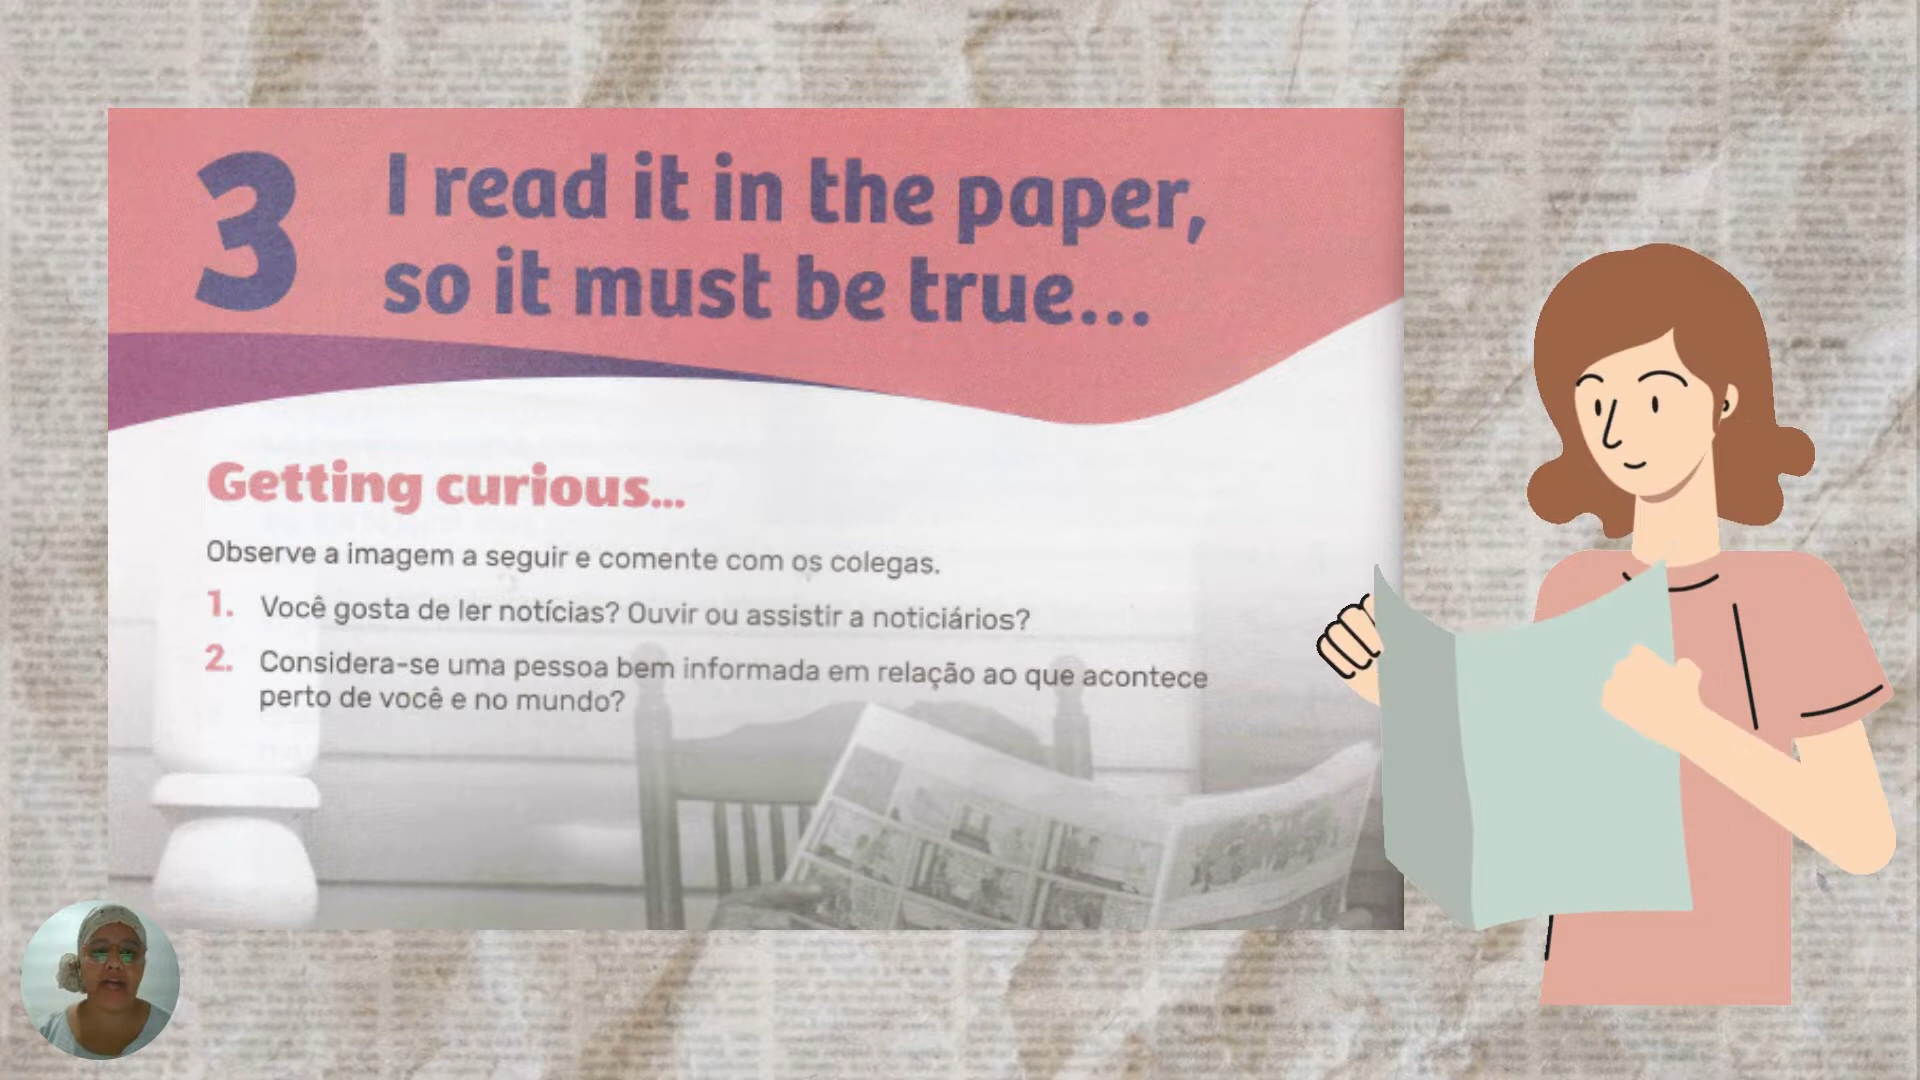 3
I read it in the paper,
so it must be true...
Getting curious...
Observe a imagem a seguir e comente com os colegas.
1. Você gosta de ler notícias? Ouvir ou assistir a noticiários?
2. Considera-se uma pessoa bem informada em relação ao que acontece
perto de você e no mundo?